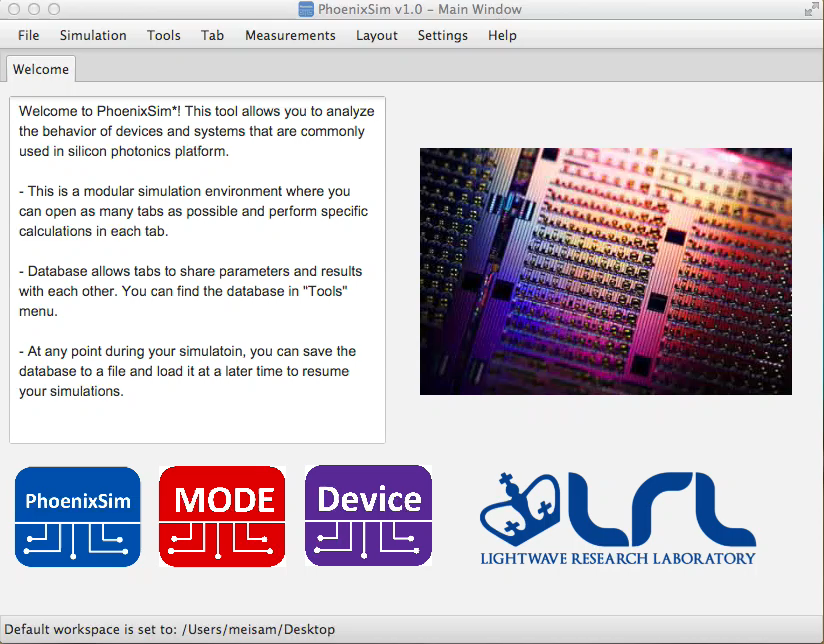 PhoenixSim v1.0 – Main Window
File Simulation Tools Tab Measurements Layout Settings Help
Welcome
Welcome to PhoenixSim*! This tool allows you to analyze
the behavior of devices and systems that are commonly
used in silicon photonics platform.
- This is a modular simulation environment where you
can open as many tabs as possible and perform specific
calculations in each tab.
- Database allows tabs to share parameters and results
with each other. You can find the database in "Tools"
menu.
- At any point during your simulatoin, you can save the
database to a file and load it at a later time to resume
your simulations.
PhoenixSim
MODE
Device
LRL
LIGHTWAVE RESEARCH LABORATORY
Default workspace is set to: /Users/meisam/Desktop